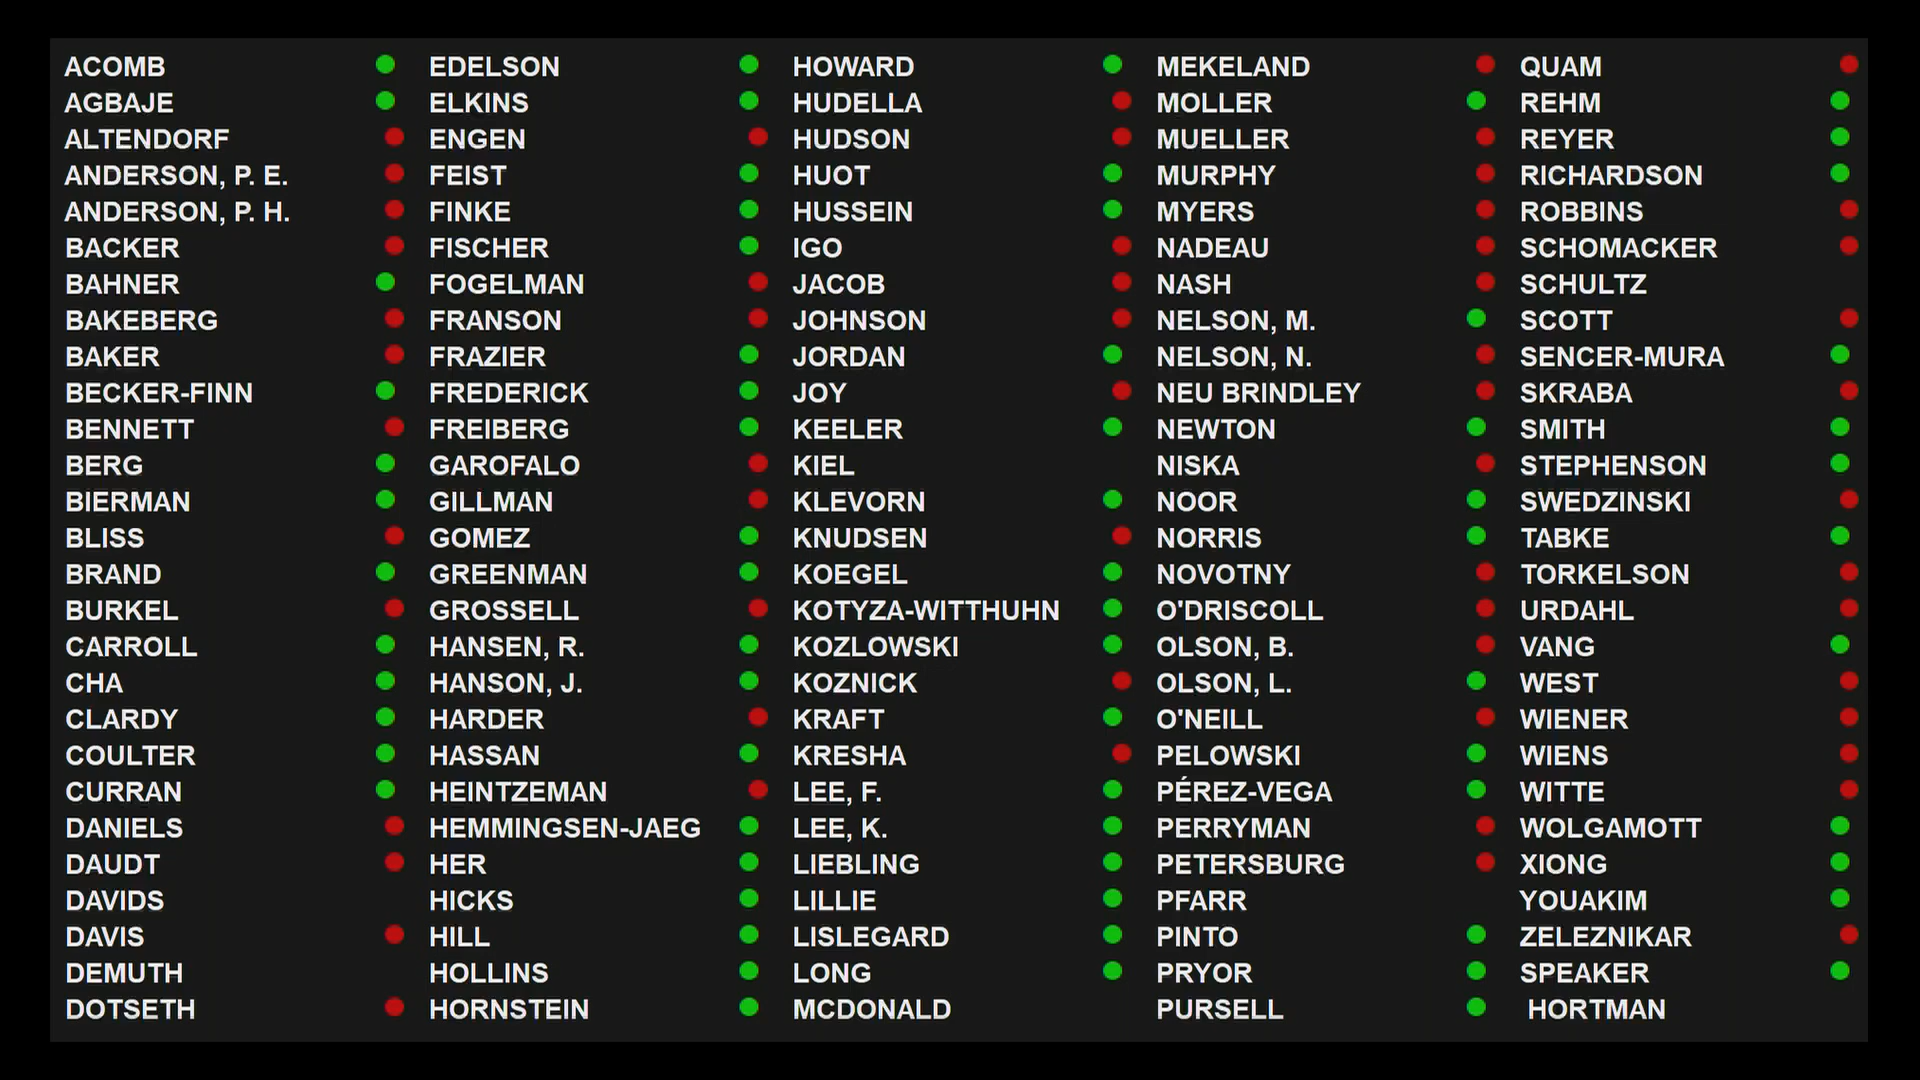 ACOMB
AGBAJE
ALTENDORF
ANDERSON, P. E.
ANDERSON, P. H.
BACKER
BAHNER
BAKEBERG
BAKER
BECKER-FINN
BENNETT
BERG
BIERMAN
BLISS
BRAND
BURKEL
CARROLL
CHA
CLARDY
COULTER
CURRAN
DANIELS
DAUDT
DAVIDS
DAVIS
DEMUTH
DOTSETH
EDELSON
ELKINS
ENGEN
FEIST
FINKE
FISCHER
FOGELMAN
FRANSON
FRAZIER
FREDERICK
FREIBERG
GAROFALO
GILLMAN
GOMEZ
GREENMAN
GROSSELL
HANSEN, R.
HANSON, J.
HARDER
HASSAN
HEINTZEMAN
HEMMINGSEN-JAEG
HER
HICKS
HILL
HOLLINS
HORNSTEIN
HOWARD
HUDELLA
HUDSON
HUOT
HUSSEIN
IGO
JACOB
JOHNSON
JORDAN
JOY
KEELER
KIEL
KLEVORN
KNUDSEN
KOEGEL
KOTYZA-WITTHUHN
KOZLOWSKI
KOZNICK
KRAFT
KRESHA
LEE, F.
LEE, K.
LIEBLING
LILLIE
LISLEGARD
LONG
MCDONALD
MEKELAND
MOLLER
MUELLER
MURPHY
MYERS
NADEAU
NASH
NELSON, M.
NELSON, N.
NEU BRINDLEY
NEWTON
NISKA
NOOR
NORRIS
NOVOTNY
O'DRISCOLL
OLSON, B.
OLSON, L.
O'NEILL
PELOWSKI
PÉREZ-VEGA
PERRYMAN
PETERSBURG
PFARR
PINTO
PRYOR
PURSELL
QUAM
REHM
REYER
RICHARDSON
ROBBINS
SCHOMACKER
SCHULTZ
SCOTT
SENCER-MURA
SKRABA
SMITH
STEPHENSON
SWEDZINSKI
TABKE
TORKELSON
URDAHL
VANG
WEST
WIENER
WIENS
WITTE
WOLGAMOTT
XIONG
YOUAKIM
ZELEZNIKAR
SPEAKER
HORTMAN